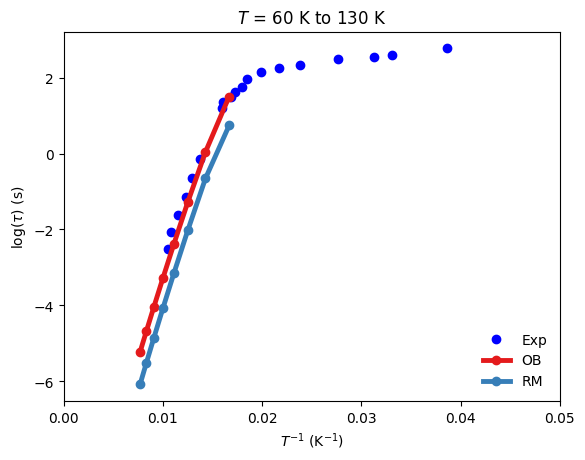 T = 60 K to 130 K
log(τ) (s)
2
0
−2
−4
−6
Exp
OB
RM
0.00 0.01 0.02 0.03 0.04 0.05
T⁻¹ (K⁻¹)